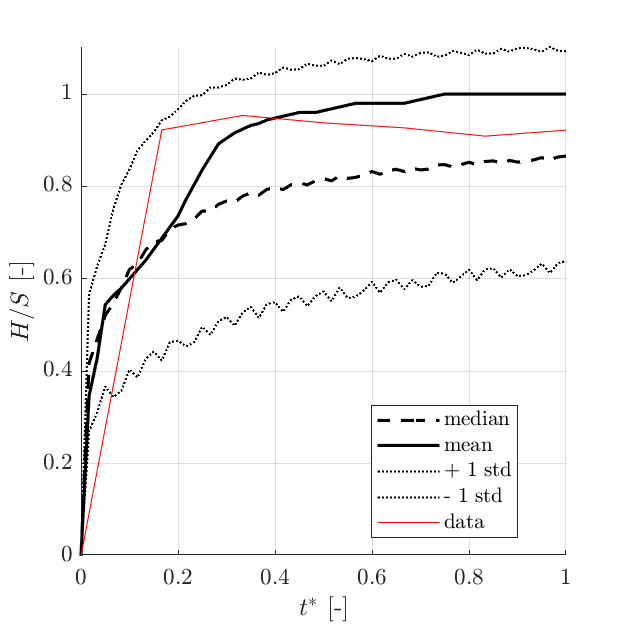 1
0.8
0.6
0.4
0.2
0
H/S [-]
median
mean
+ 1 std
- 1 std
data
0 0.2 0.4 0.6 0.8 1
t* [-]